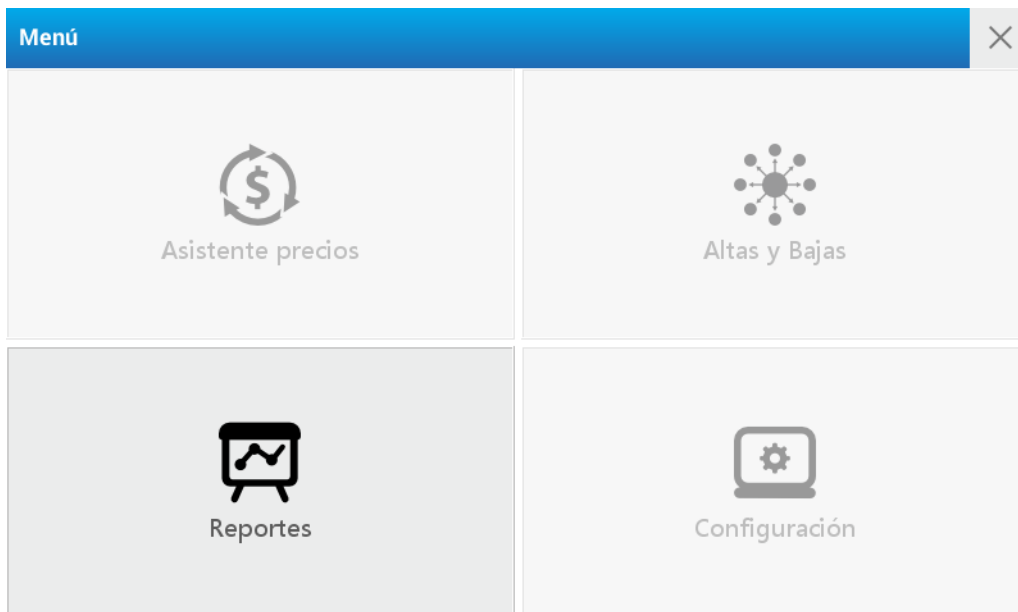 Menú
Asistente precios
Altas y Bajas
Reportes
Configuración